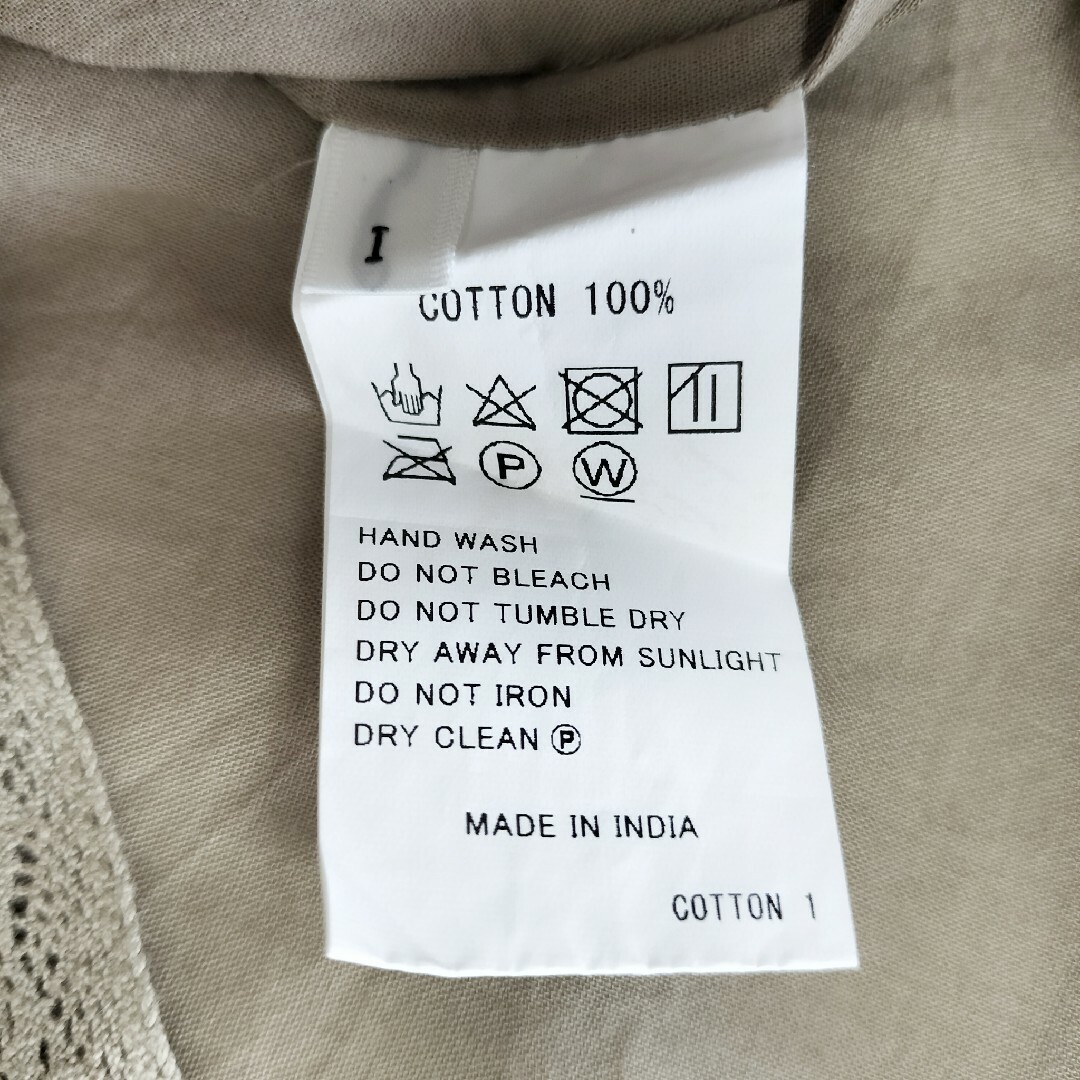 I
COTTON 100%
P W
HAND WASH
DO NOT BLEACH
DO NOT TUMBLE DRY
DRY AWAY FROM SUNLIGHT
DO NOT IRON
DRY CLEAN Ⓟ
MADE IN INDIA
COTTON 1